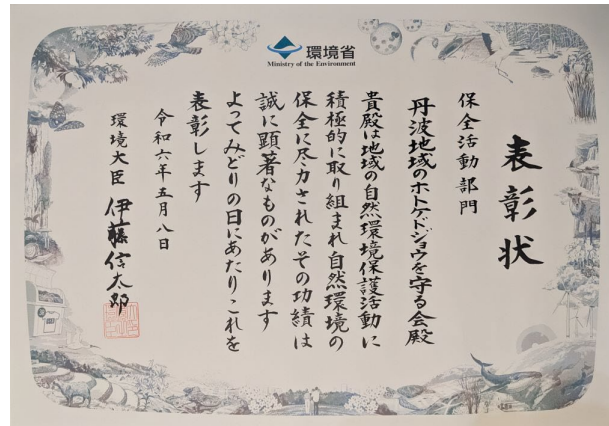 環境省
Ministry of the Environment
表彰状
保全活動部門
丹波地域のホトケドジョウを守る会殿
貴殿は地域の自然環境保護活動に
積極的に取り組まれ自然環境の
保全に尽力されたその功績は
誠に顕著なものがあります
よってみどりの日にあたりこれを
表彰します
令和六年五月八日
環境大臣 伊藤信太郎